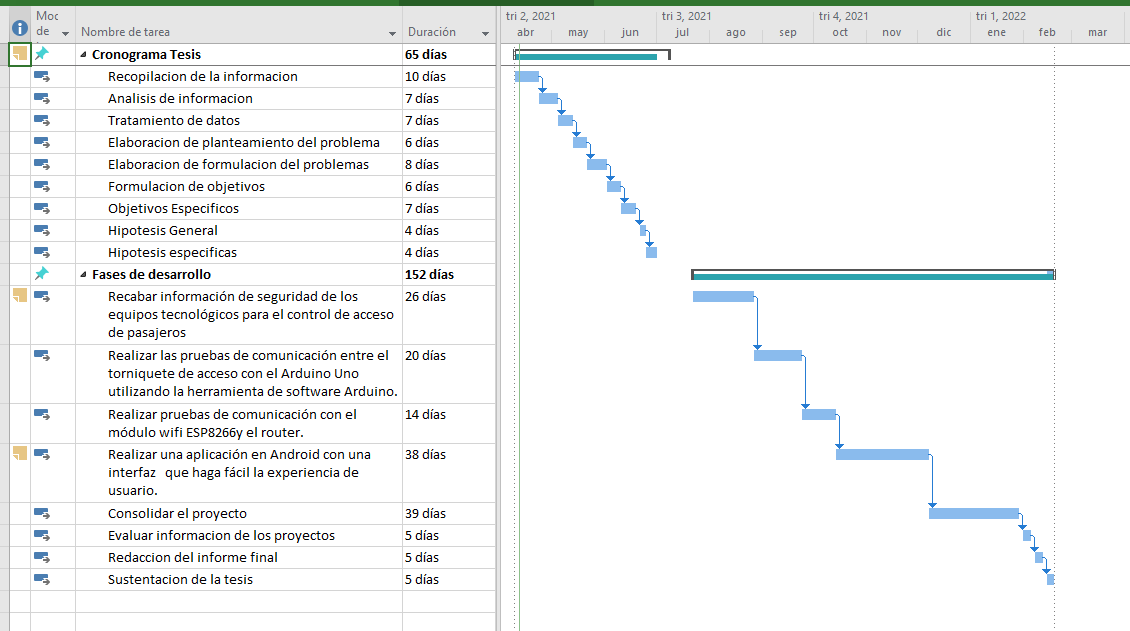 tri 2, 2021 tri 3, 2021 tri 4, 2021 tri 1, 2022
Moc
de Nombre de tarea Duración abr may jun jul ago sep oct nov dic ene feb mar
Cronograma Tesis 65 días
Recopilacion de la informacion 10 días
Analisis de informacion 7 días
Tratamiento de datos 7 días
Elaboracion de planteamiento del problema 6 días
Elaboracion de formulacion del problemas 8 días
Formulacion de objetivos 6 días
Objetivos Especificos 7 días
Hipotesis General 4 días
Hipotesis especificas 4 días
Fases de desarrollo 152 días
Recabar información de seguridad de los 26 días
equipos tecnológicos para el control de acceso
de pasajeros
Realizar las pruebas de comunicación entre el 20 días
torniquete de acceso con el Arduino Uno
utilizando la herramienta de software Arduino.
Realizar pruebas de comunicación con el 14 días
módulo wifi ESP8266y el router.
Realizar una aplicación en Android con una 38 días
interfaz que haga fácil la experiencia de
usuario.
Consolidar el proyecto 39 días
Evaluar informacion de los proyectos 5 días
Redaccion del informe final 5 días
Sustentacion de la tesis 5 días